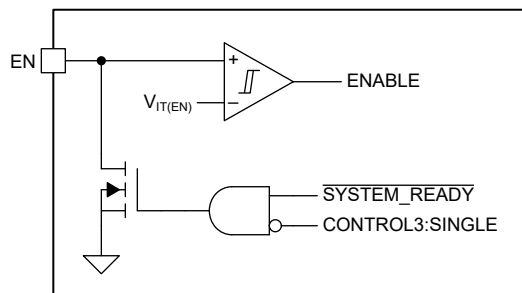 EN
+
ENABLE
V_IT(EN)
−
SYSTEM_READY
CONTROL3:SINGLE